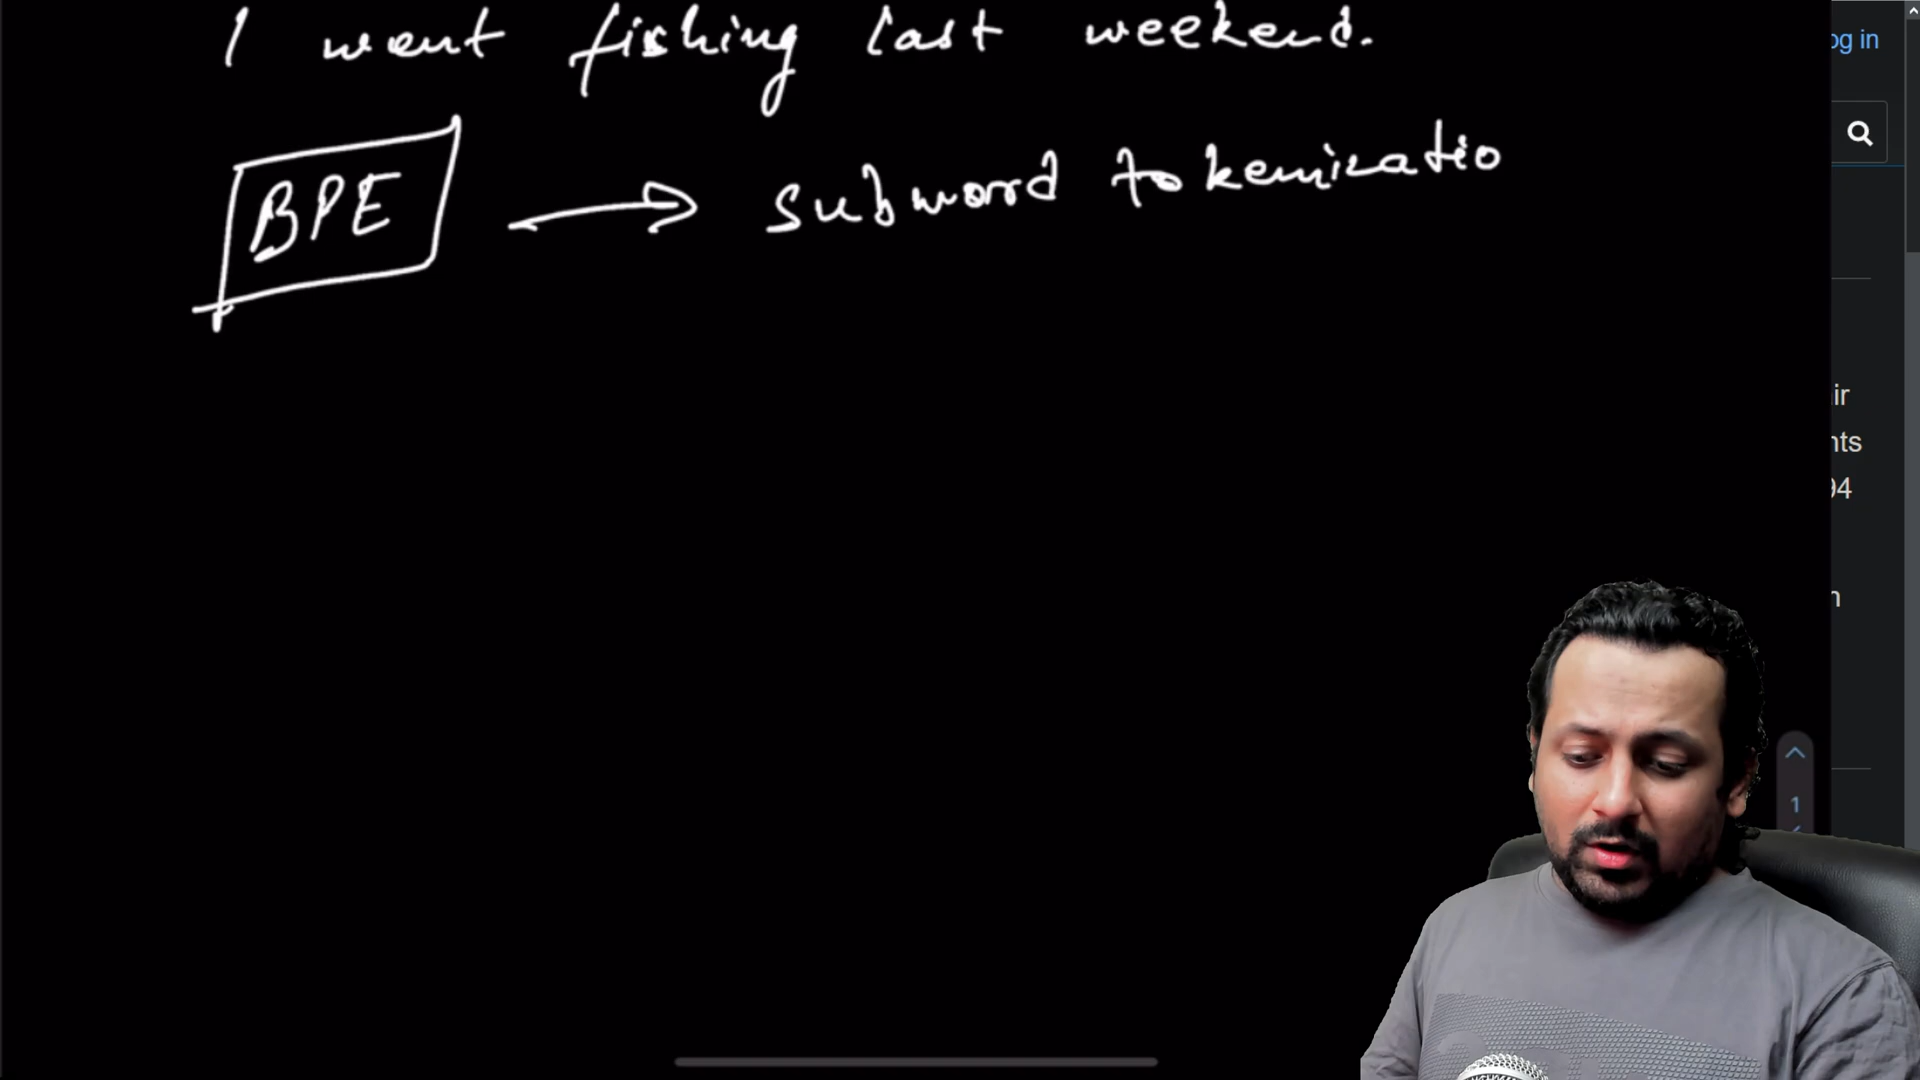 I went fishing last weekend.
og in
BPE → subword tokenizatio
ir
nts
94
n
1